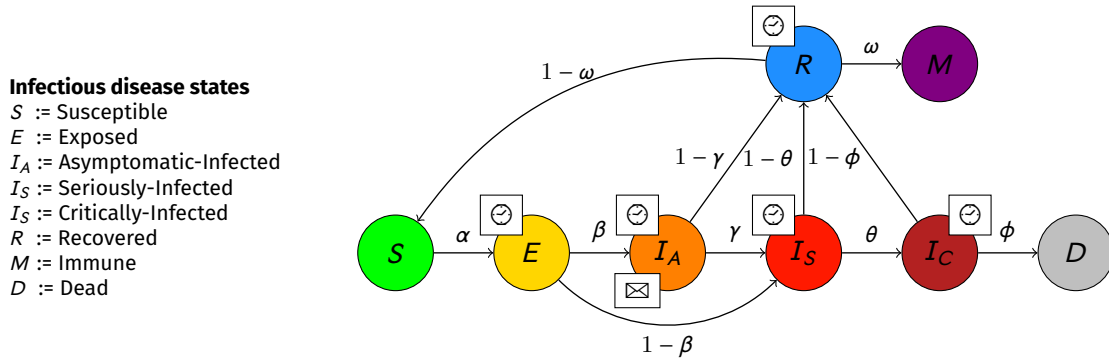 Infectious disease states
S := Susceptible
E := Exposed
I_A := Asymptomatic-Infected
I_S := Seriously-Infected
I_S := Critically-Infected
R := Recovered
M := Immune
D := Dead
R
ω
M
1 − ω
1 − γ
1 − θ
1 − ϕ
S
α
E
β
I_A
γ
I_S
θ
I_C
ϕ
D
1 − β